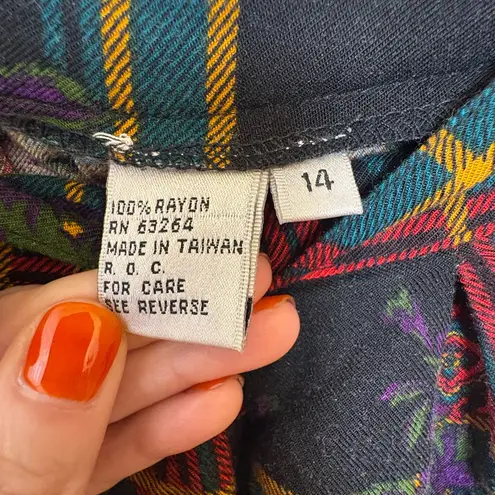 100% RAYON
RN 63264
MADE IN TAIWAN
R. O. C.
FOR CARE
SEE REVERSE
14